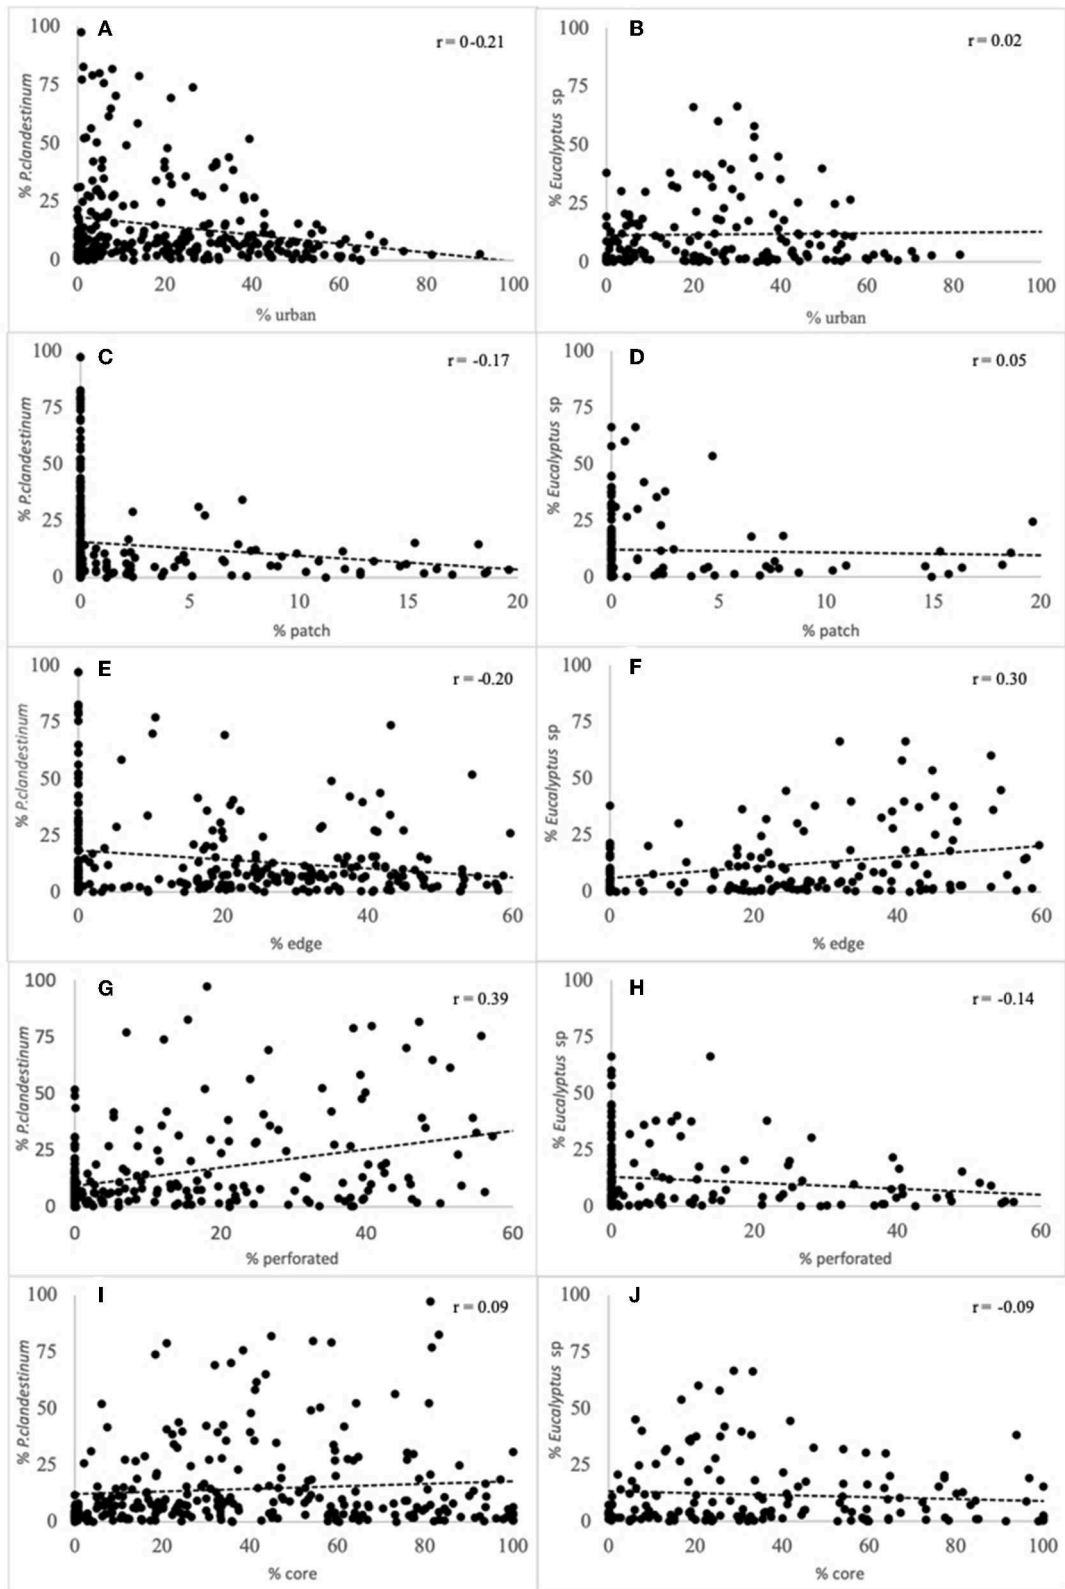 A
r = 0-0.21
% P.clandestinum
100
75
50
25
0
0 20 40 60 80 100
% urban
B
r = 0.02
% Eucalyptus sp
100
75
50
25
0
0 20 40 60 80 100
% urban
C
r = -0.17
% P.clandestinum
100
75
50
25
0
0 5 10 15 20
% patch
D
r = 0.05
% Eucalyptus sp
100
75
50
25
0
0 5 10 15 20
% patch
E
r = -0.20
% P.clandestinum
100
75
50
25
0
0 20 40 60
% edge
F
r = 0.30
% Eucalyptus sp
100
75
50
25
0
0 20 40 60
% edge
G
r = 0.39
% P.clandestinum
100
75
50
25
0
0 20 40 60
% perforated
H
r = -0.14
% Eucalyptus sp
100
75
50
25
0
0 20 40 60
% perforated
I
r = 0.09
% P.clandestinum
100
75
50
25
0
0 20 40 60 80 100
% core
J
r = -0.09
% Eucalyptus sp
100
75
50
25
0
0 20 40 60 80 100
% core